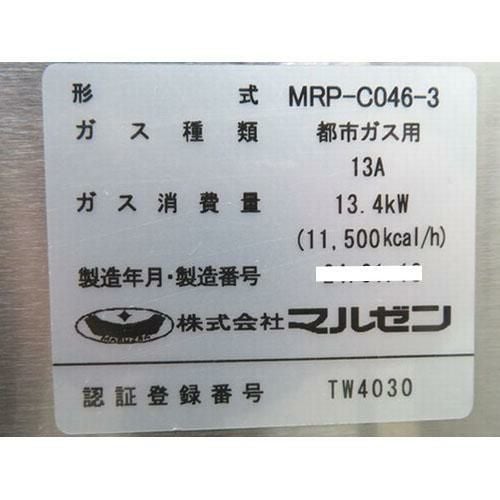 形 式 MRP-C046-3
ガス種類 都市ガス用
13A
ガス消費量 13.4kW
(11,500kcal/h)
製造年月・製造番号
MARUZEN 株式会社 マルゼン
認証登録番号 TW4030